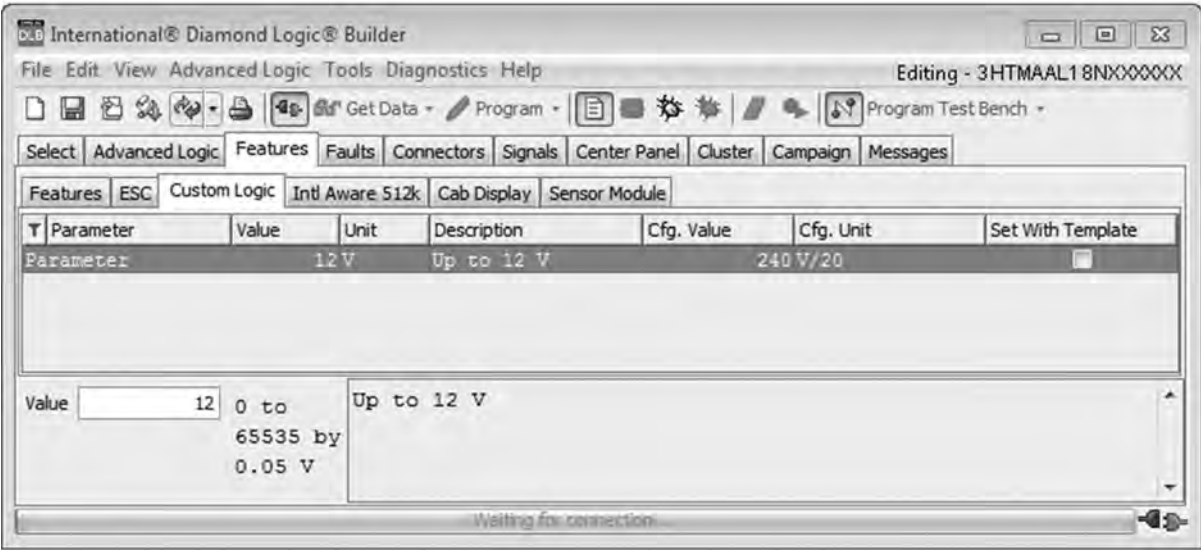 DLB International® Diamond Logic® Builder
File Edit View Advanced Logic Tools Diagnostics Help Editing - 3HTMAAL18NXXXXXX
Get Data Program Program Test Bench
Select Advanced Logic Features Faults Connectors Signals Center Panel Cluster Campaign Messages
Features ESC Custom Logic Intl Aware 512k Cab Display Sensor Module
Parameter Value Unit Description Cfg. Value Cfg. Unit Set With Template
Parameter 12 V Up to 12 V 240 V/20
Value 12 0 to Up to 12 V
65535 by
0.05 V
Waiting for connection...